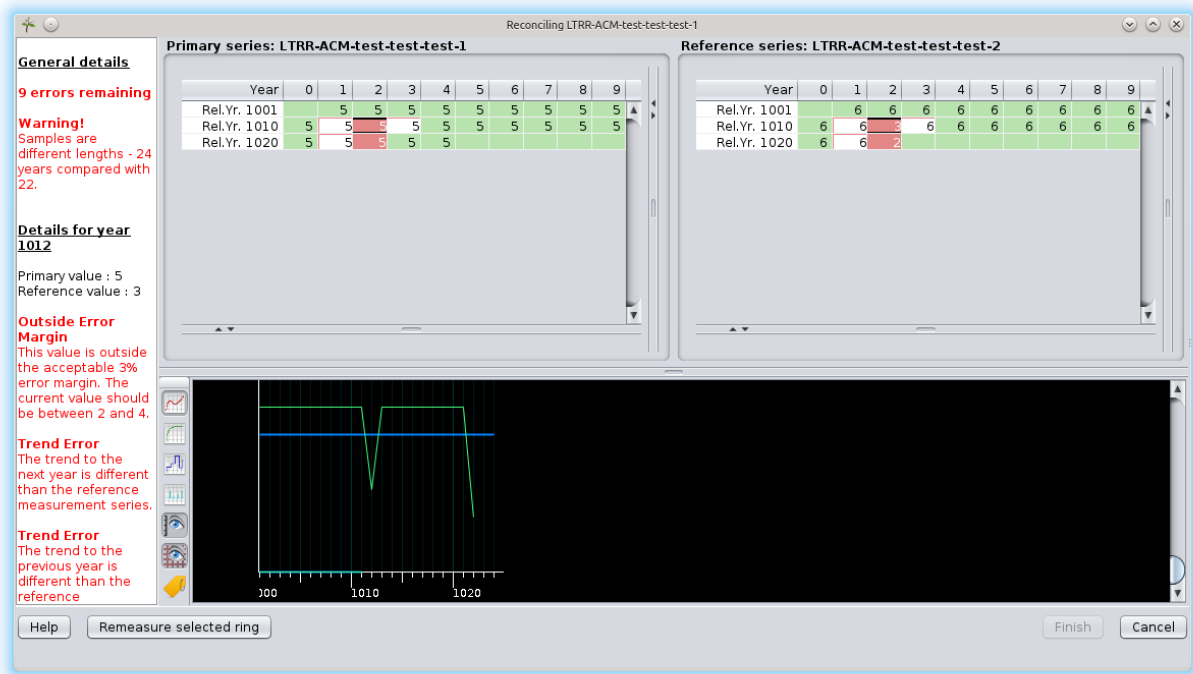 Reconciling LTRR-ACM-test-test-test-1
General details
9 errors remaining
Warning!
Samples are
different lengths - 24
years compared with
22.
Details for year
1012
Primary value : 5
Reference value : 3
Outside Error
Margin
This value is outside
the acceptable 3%
error margin. The
current value should
be between 2 and 4.
Trend Error
The trend to the
next year is different
than the reference
measurement series.
Trend Error
The trend to the
previous year is
different than the
reference
Primary series: LTRR-ACM-test-test-test-1
Year 0 1 2 3 4 5 6 7 8 9
Rel.Yr. 1001 5 5 5 5 5 5 5 5 5
Rel.Yr. 1010 5 5 5 5 5 5 5 5 5 5
Rel.Yr. 1020 5 5 5 5 5
Reference series: LTRR-ACM-test-test-test-2
Year 0 1 2 3 4 5 6 7 8 9
Rel.Yr. 1001 6 6 6 6 6 6 6 6 6
Rel.Yr. 1010 6 6 3 6 6 6 6 6 6 6
Rel.Yr. 1020 6 6 2
000 1010 1020
Help Remeasure selected ring Finish Cancel